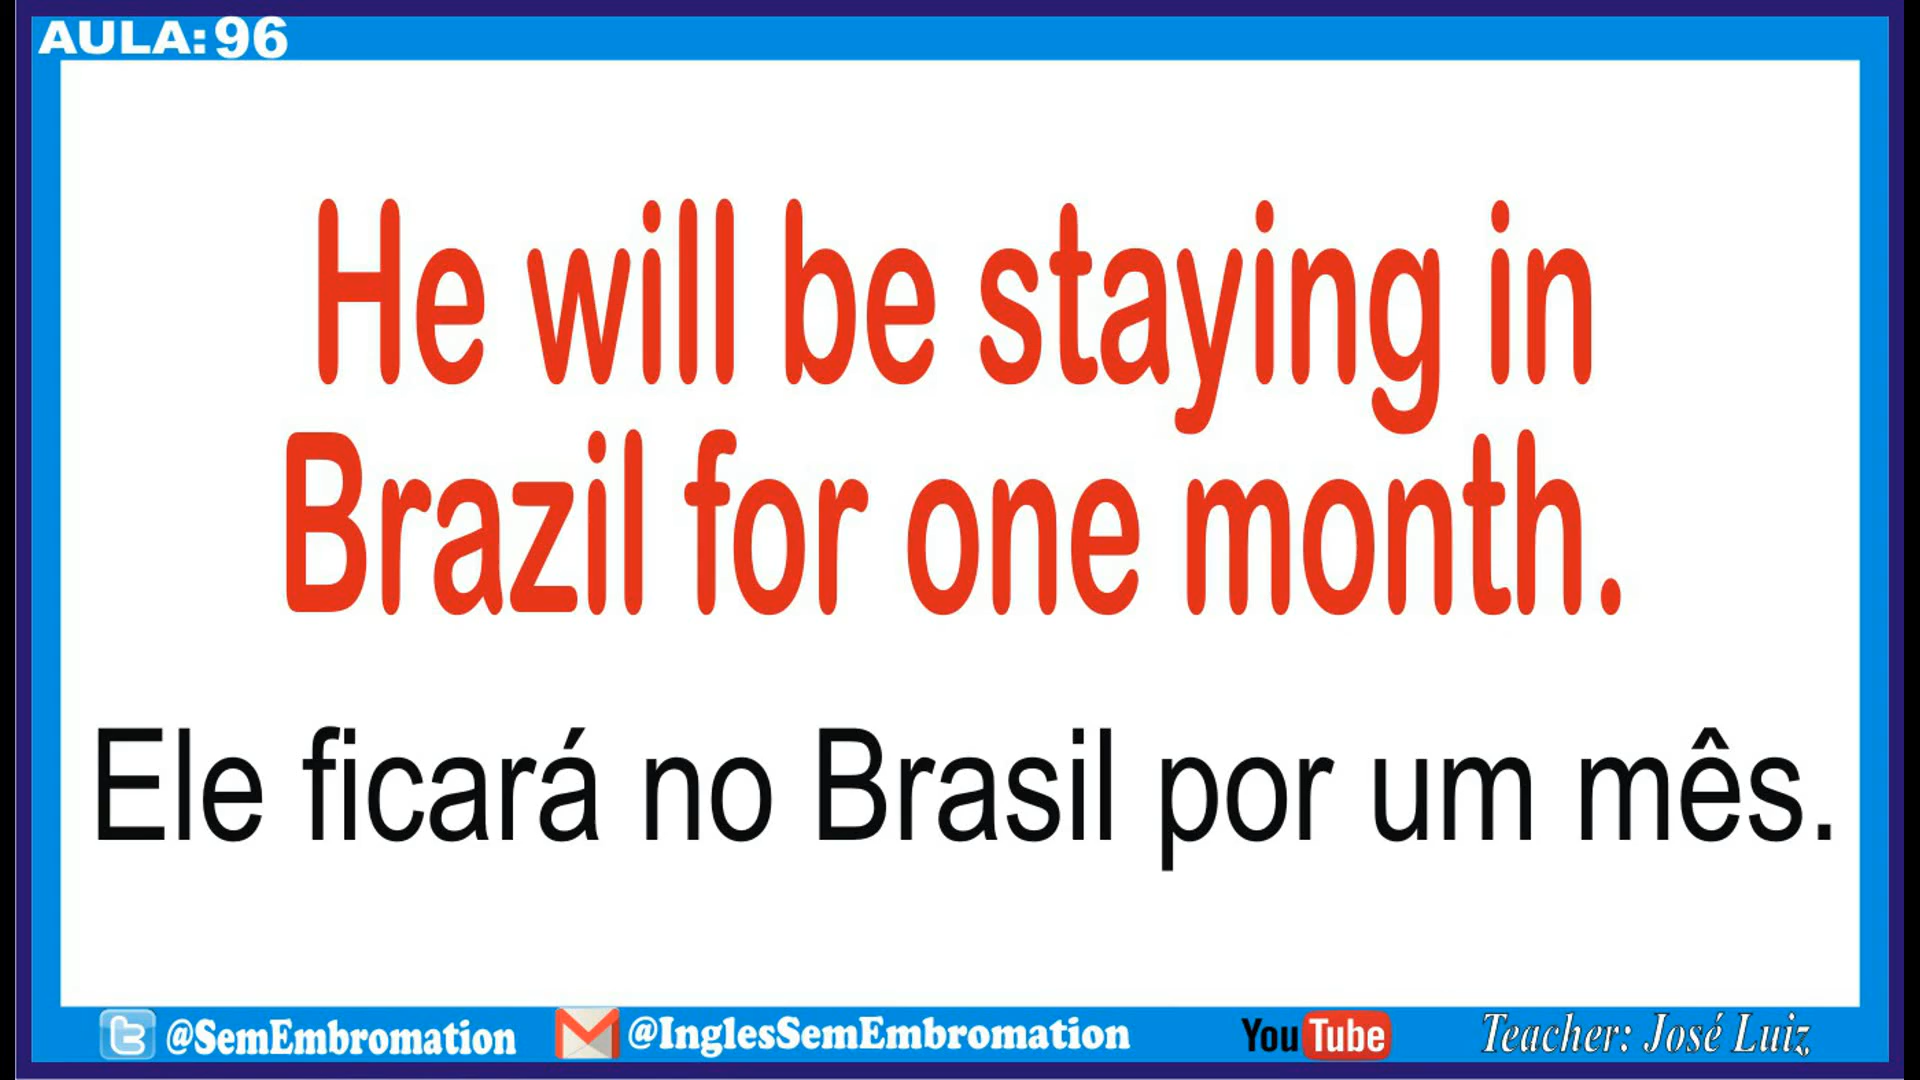 AULA: 96
He will be staying in
Brazil for one month.
Ele ficará no Brasil por um mês.
@SemEmbromation @InglesSemEmbromation YouTube Teacher: José Luiz